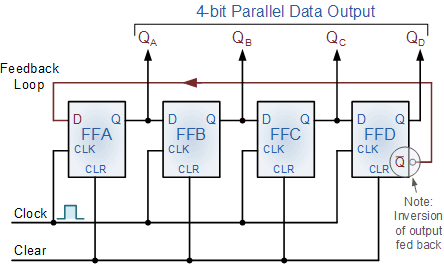 4-bit Parallel Data Output
QA QB QC QD
Feedback
Loop
D Q D Q D Q D Q
FFA FFB FFC FFD
CLK CLK CLK CLK
CLR CLR CLR CLR Q̅
Clock
Clear
Note:
Inversion
of output
fed back